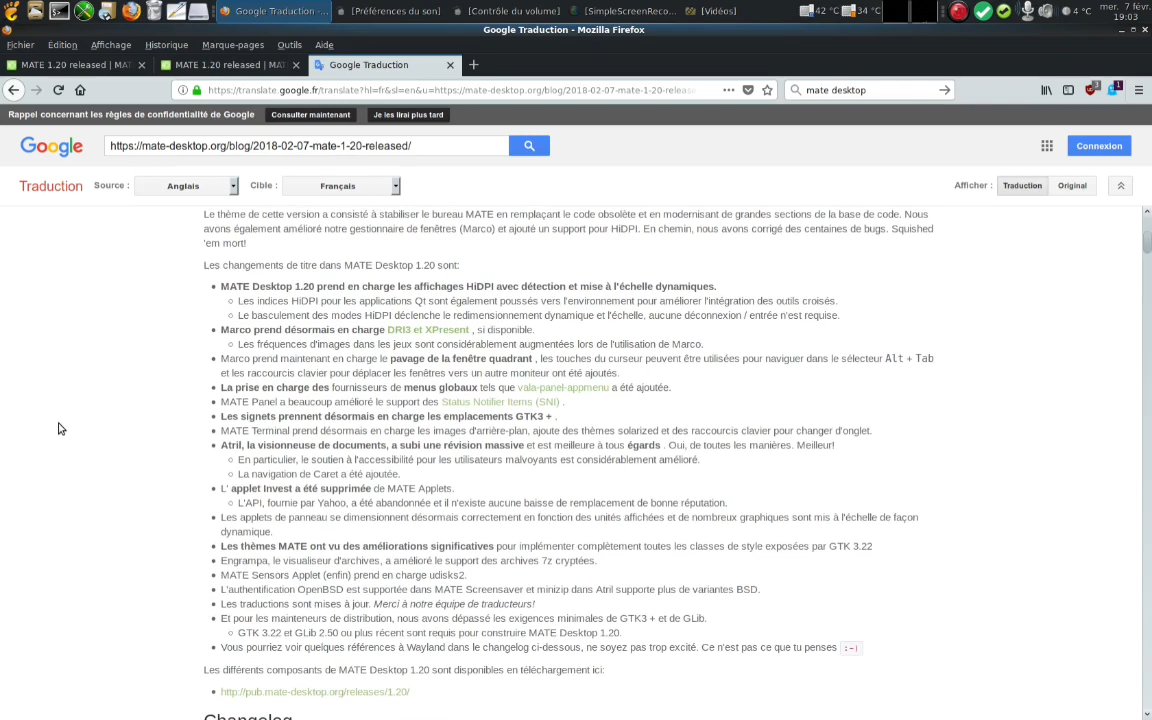 Google Traduction -... [Préférences du son] [Contrôle du volume] [SimpleScreenReco... [Vidéos] 42 °C 34 °C 4 °C mer. 7 févr.
19:03
Google Traduction - Mozilla Firefox
Fichier Édition Affichage Historique Marque-pages Outils Aide
MATE 1.20 released | MAT MATE 1.20 released | MAT Google Traduction
https://translate.google.fr/translate?hl=fr&sl=en&u=https://mate-desktop.org/blog/2018-02-07-mate-1-20-release mate desktop 3 1
Rappel concernant les règles de confidentialité de Google Consulter maintenant Je les lirai plus tard
Google https://mate-desktop.org/blog/2018-02-07-mate-1-20-released/ Connexion
Traduction Source : Anglais Cible : Français Afficher : Traduction Original
Le thème de cette version a consisté à stabiliser le bureau MATE en remplaçant le code obsolète et en modernisant de grandes sections de la base de code. Nous
avons également amélioré notre gestionnaire de fenêtres (Marco) et ajouté un support pour HiDPI. En chemin, nous avons corrigé des centaines de bugs. Squished
'em mort!
Les changements de titre dans MATE Desktop 1.20 sont:
MATE Desktop 1.20 prend en charge les affichages HiDPI avec détection et mise à l'échelle dynamiques.
Les indices HiDPI pour les applications Qt sont également poussés vers l'environnement pour améliorer l'intégration des outils croisés.
Le basculement des modes HiDPI déclenche le redimensionnement dynamique et l'échelle, aucune déconnexion / entrée n'est requise.
Marco prend désormais en charge DRI3 et XPresent , si disponible.
Les fréquences d'images dans les jeux sont considérablement augmentées lors de l'utilisation de Marco.
Marco prend maintenant en charge le pavage de la fenêtre quadrant , les touches du curseur peuvent être utilisées pour naviguer dans le sélecteur Alt + Tab
et les raccourcis clavier pour déplacer les fenêtres vers un autre moniteur ont été ajoutés.
La prise en charge des fournisseurs de menus globaux tels que vala-panel-appmenu a été ajoutée.
MATE Panel a beaucoup amélioré le support des Status Notifier Items (SNI) .
Les signets prennent désormais en charge les emplacements GTK3 + .
MATE Terminal prend désormais en charge les images d'arrière-plan, ajoute des thèmes solarized et des raccourcis clavier pour changer d'onglet.
Atril, la visionneuse de documents, a subi une révision massive et est meilleure à tous égards . Oui, de toutes les manières. Meilleur!
En particulier, le soutien à l'accessibilité pour les utilisateurs malvoyants est considérablement amélioré.
La navigation de Caret a été ajoutée.
L' applet Invest a été supprimée de MATE Applets.
L'API, fournie par Yahoo, a été abandonnée et il n'existe aucune baisse de remplacement de bonne réputation.
Les applets de panneau se dimensionnent désormais correctement en fonction des unités affichées et de nombreux graphiques sont mis à l'échelle de façon
dynamique.
Les thèmes MATE ont vu des améliorations significatives pour implémenter complètement toutes les classes de style exposées par GTK 3.22
Engrampa, le visualiseur d'archives, a amélioré le support des archives 7z cryptées.
MATE Sensors Applet (enfin) prend en charge udisks2.
L'authentification OpenBSD est supportée dans MATE Screensaver et minizip dans Atril supporte plus de variantes BSD.
Les traductions sont mises à jour. Merci à notre équipe de traducteurs!
Et pour les mainteneurs de distribution, nous avons dépassé les exigences minimales de GTK3 + et de GLib.
GTK 3.22 et GLib 2.50 ou plus récent sont requis pour construire MATE Desktop 1.20.
Vous pourriez voir quelques références à Wayland dans le changelog ci-dessous, ne soyez pas trop excité. Ce n'est pas ce que tu penses :-)
Les différents composants de MATE Desktop 1.20 sont disponibles en téléchargement ici:
http://pub.mate-desktop.org/releases/1.20/
Changelog